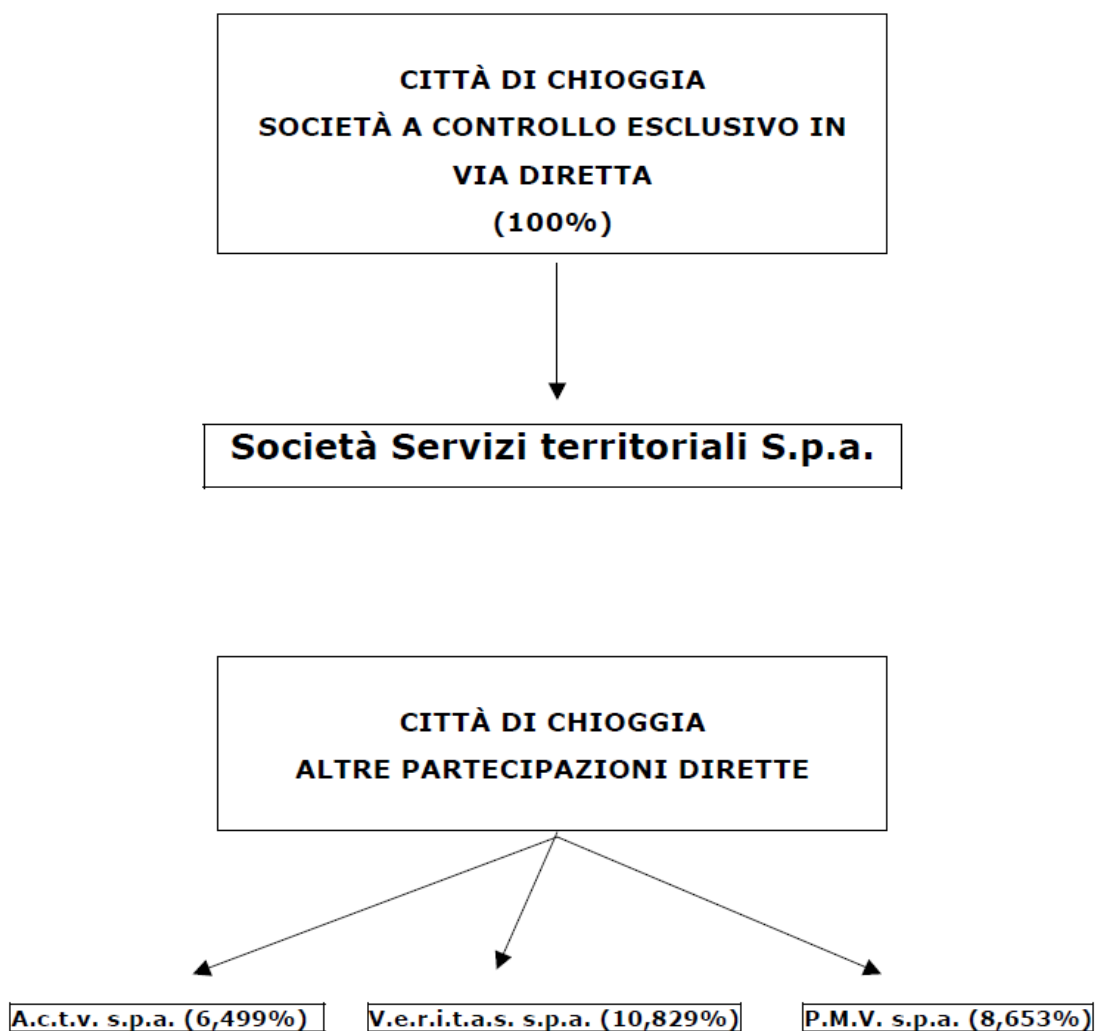 CITTÀ DI CHIOGGIA
SOCIETÀ A CONTROLLO ESCLUSIVO IN
VIA DIRETTA
(100%)
Società Servizi territoriali S.p.a.
CITTÀ DI CHIOGGIA
ALTRE PARTECIPAZIONI DIRETTE
A.c.t.v. s.p.a. (6,499%)
V.e.r.i.t.a.s. s.p.a. (10,829%)
P.M.V. s.p.a. (8,653%)